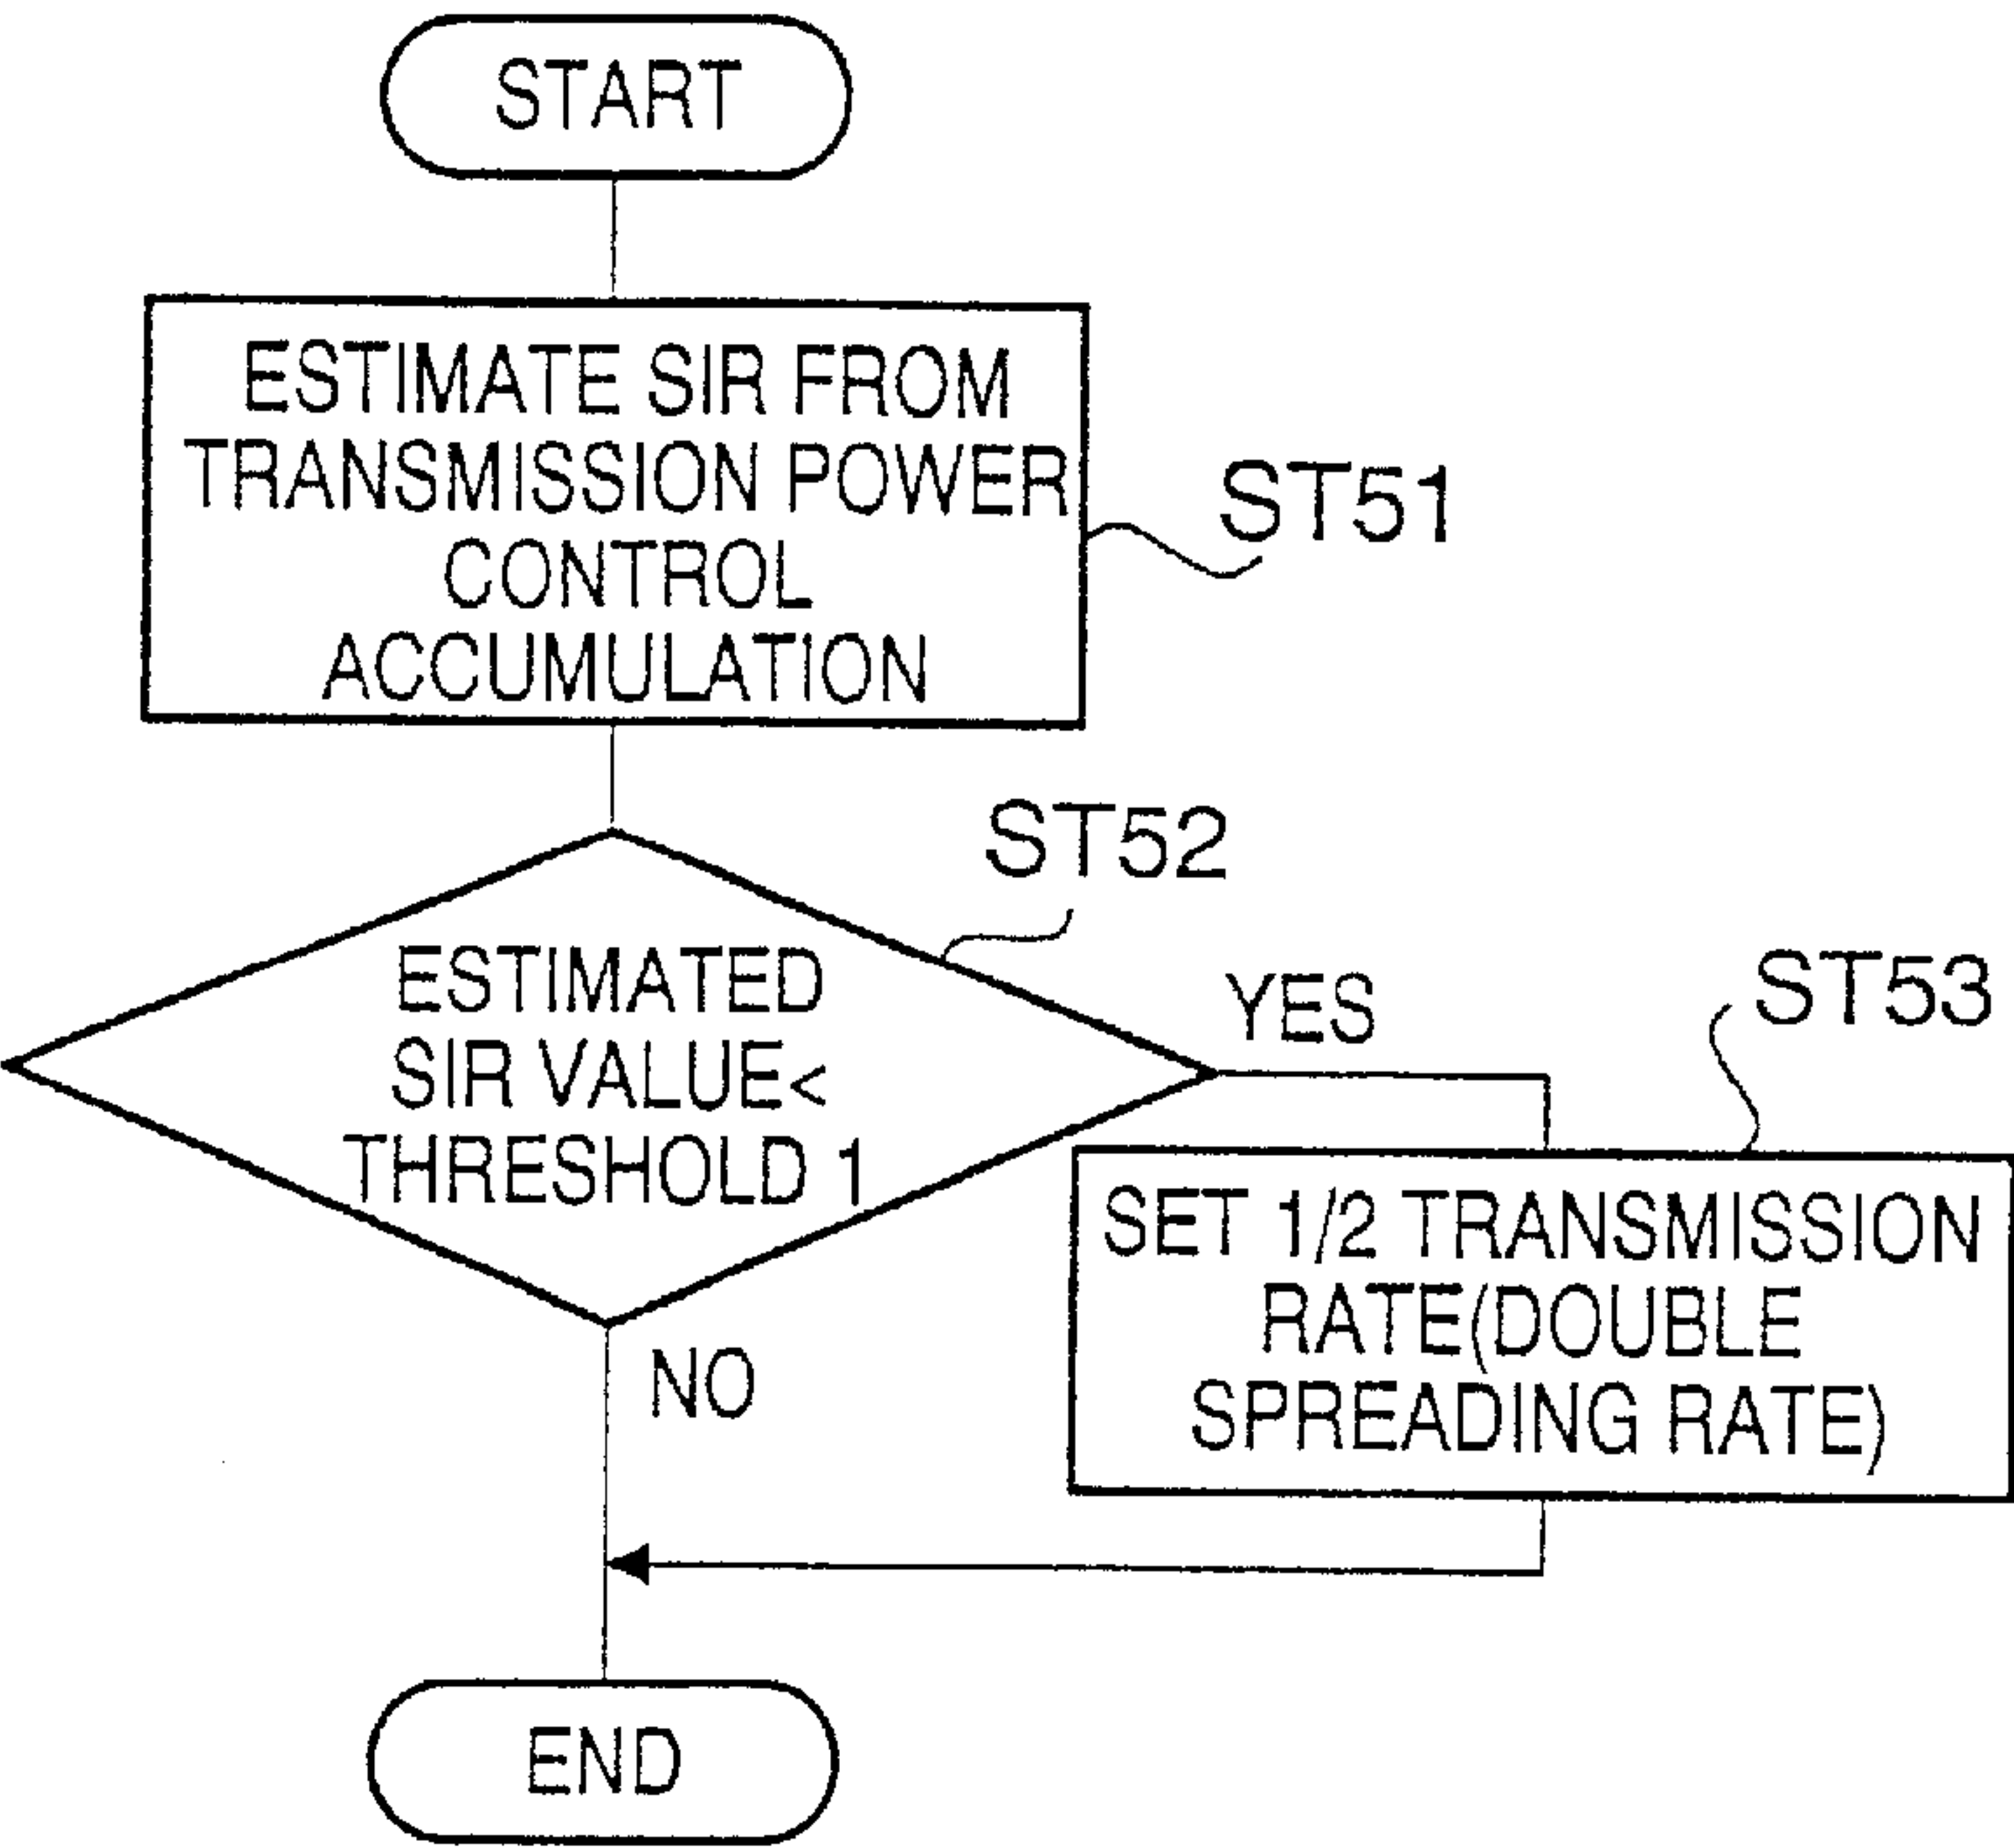 START
ESTIMATE SIR FROM
TRANSMISSION POWER
CONTROL
ACCUMULATION
ST51
ST52
ESTIMATED
SIR VALUE<
THRESHOLD 1
YES
NO
ST53
SET 1/2 TRANSMISSION
RATE(DOUBLE
SPREADING RATE)
END